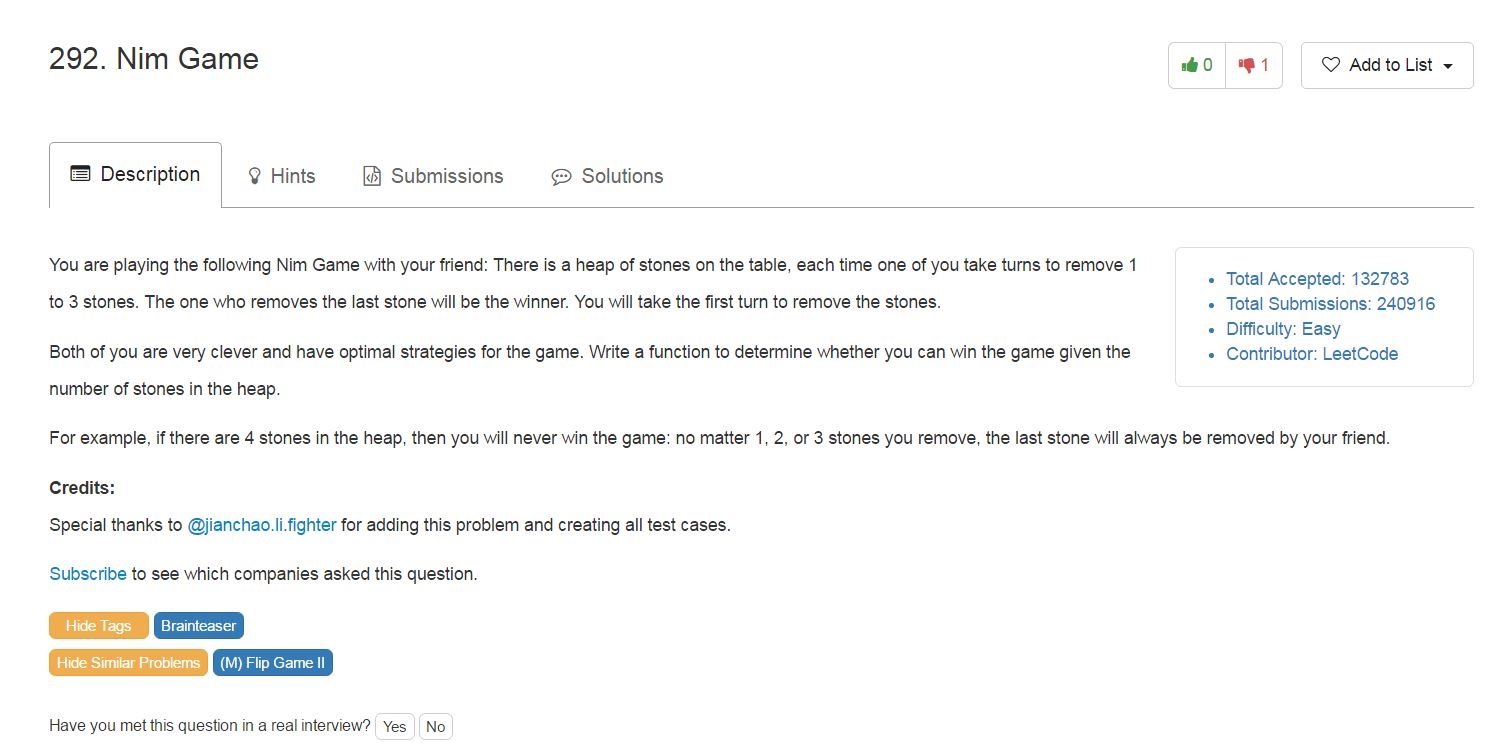 292. Nim Game
0
1
Add to List
Description
Hints
Submissions
Solutions
You are playing the following Nim Game with your friend: There is a heap of stones on the table, each time one of you take turns to remove 1
to 3 stones. The one who removes the last stone will be the winner. You will take the first turn to remove the stones.
Both of you are very clever and have optimal strategies for the game. Write a function to determine whether you can win the game given the
number of stones in the heap.
For example, if there are 4 stones in the heap, then you will never win the game: no matter 1, 2, or 3 stones you remove, the last stone will always be removed by your friend.
Total Accepted: 132783
Total Submissions: 240916
Difficulty: Easy
Contributor: LeetCode
Credits:
Special thanks to @jianchao.li.fighter for adding this problem and creating all test cases.
Subscribe to see which companies asked this question.
Hide Tags Brainteaser
Hide Similar Problems (M) Flip Game II
Have you met this question in a real interview? Yes No